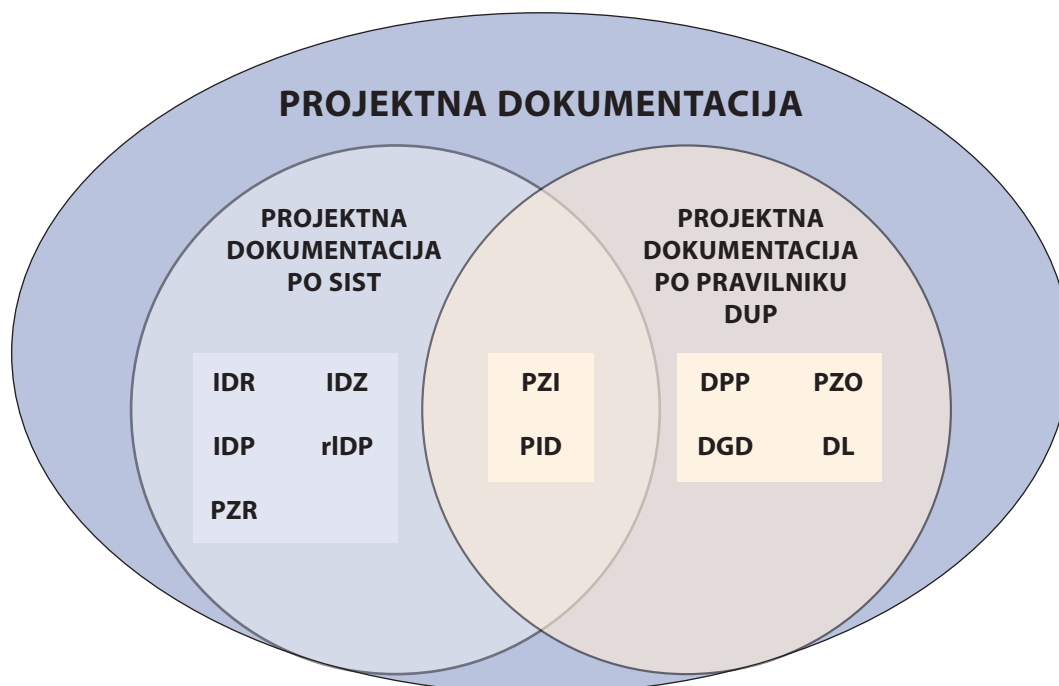 PROJEKTNA DOKUMENTACIJA
PROJEKTNA
DOKUMENTACIJA
PO SIST
PROJEKTNA
DOKUMENTACIJA
PO PRAVILNIKU
DUP
IDR IDZ
IDP rIDP
PZR
PZI
PID
DPP PZO
DGD DL